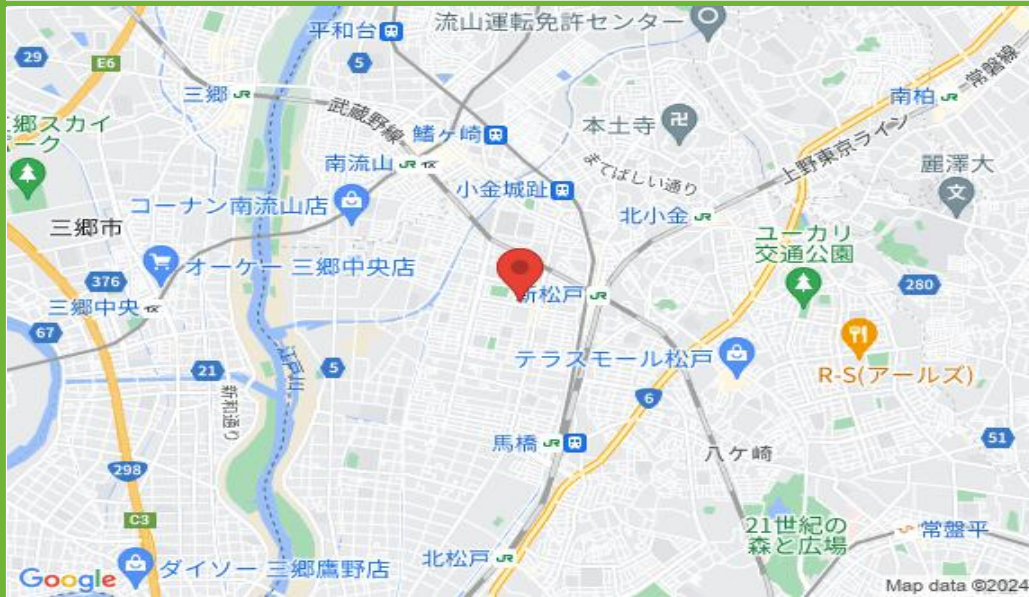 平和台
流山運転免許センター
29
E6
5
常磐線
三郷
武蔵野線
南柏
郷スカイ
ーク
鰭ヶ崎
本土寺
上野東京ライン
南流山
まてばしい通り
麗澤大
小金城趾
コーナン南流山店
北小金
三郷市
ユーカリ
交通公園
オーケー 三郷中央店
376
280
新松戸
三郷中央
67
江戸川
テラスモール松戸
21
5
R-S(アールズ)
新和通り
6
馬橋
51
八ケ崎
298
C3
21世紀の
森と広場
常盤平
北松戸
ダイソー 三郷鷹野店
Google
Map data ©2024